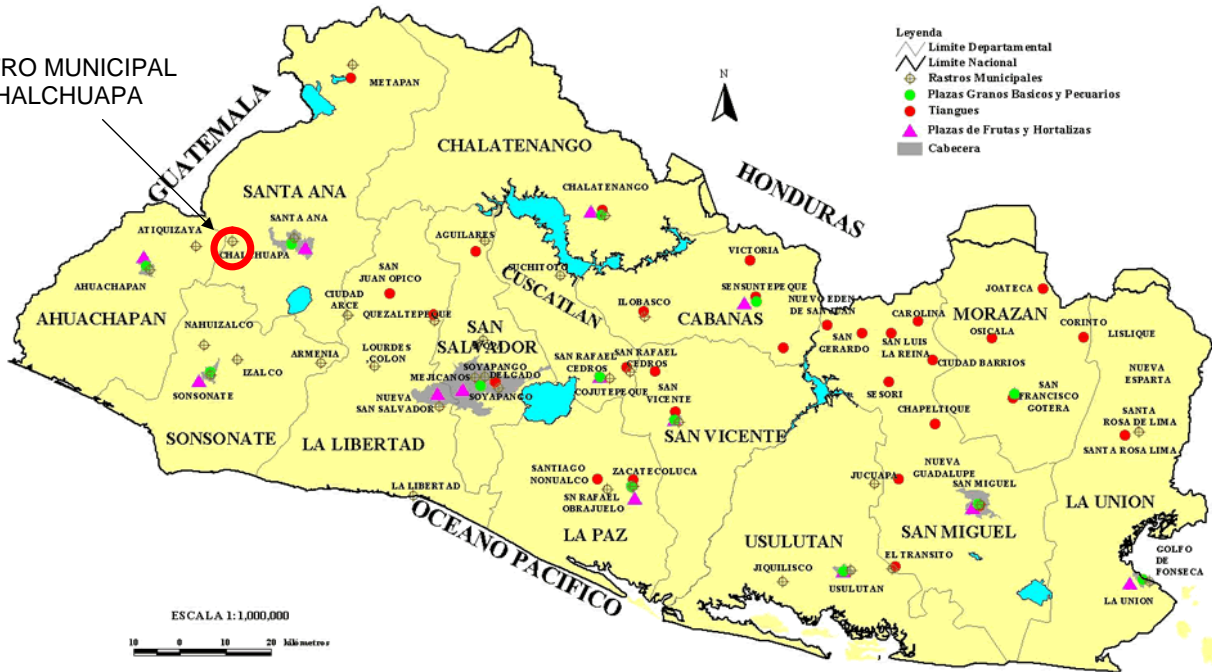 TRO MUNICIPAL
HALCHUAPA
GUATEMALA
HONDURAS
N
Leyenda
Límite Departamental
Límite Nacional
Rastros Municipales
Plazas Granos Basicos y Pecuarios
Tiangues
Plazas de Frutas y Hortalizas
Cabecera
METAPAN
CHALATENANGO
SANTA ANA
CHALATENANGO
SANTA ANA
ATIQUIZAYA
CHALCHUAPA
AGUILARES
VICTORIA
AHUACHAPAN
SAN
JUAN OPICO
SUCHITOTO
CUSCATLAN
SENSUNTEPEQUE
JOATECA
AHUACHAPAN
CIUDAD
ARCE
QUEZALTEPEQUE
ILOBASCO
CABANAS
NUEVO EDEN
DE SAN JUAN
CAROLINA
MORAZAN
OSICALA
CORINTO
LISLIQUE
NAHUIZALCO
SAN
SALVADOR
SAN
GERARDO
SAN LUIS
LA REINA
CIUDAD BARRIOS
ARMENIA
LOURDES
COLON
IZALCO
SONSONATE
MEJICANOS
SOYAPANGO
DELGADO
SOYAPANGO
SAN RAFAEL
CEDROS
SAN RAFAEL
CEDROS
COJUTEPEQUE
NUEVA
ESPARTA
NUEVA
SAN SALVADOR
SAN
VICENTE
SESORI
SAN
FRANCISCO
GOTERA
CHAPELTIQUE
SANTA
ROSA DE LIMA
SANTA ROSA LIMA
SONSONATE
LA LIBERTAD
SAN VICENTE
LA LIBERTAD
SANTIAGO
NONUALCO
ZACATECOLUCA
SN RAFAEL
OBRAJUELO
JUCUAPA
NUEVA
GUADALUPE
SAN MIGUEL
LA UNION
OCEANO PACIFICO
LA PAZ
USULUTAN
SAN MIGUEL
JIQUILISCO
USULUTAN
EL TRANSITO
GOLFO
DE
FONSECA
LA UNION
ESCALA 1:1,000,000
10 0 10 20 kilómetros